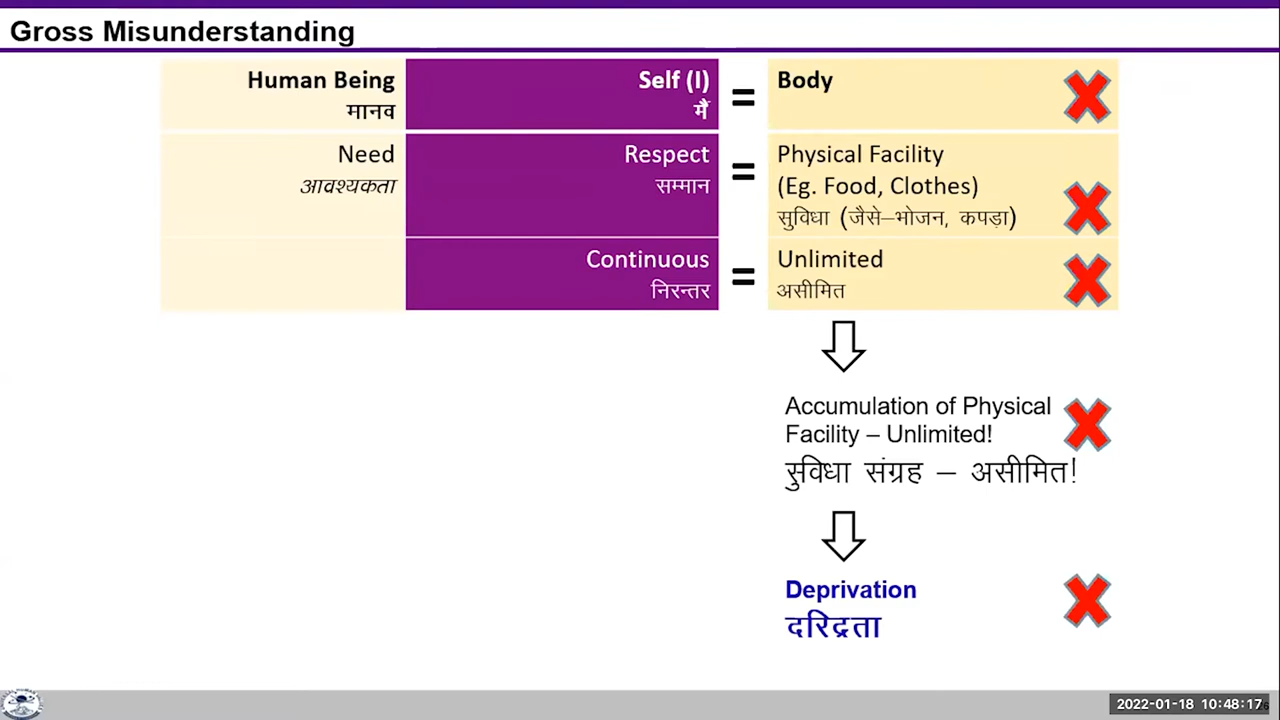 Gross Misunderstanding
Human Being Self (I) = Body
मानव मैं
Need Respect = Physical Facility
आवश्यकता सम्मान (Eg. Food, Clothes)
सुविधा (जैसे–भोजन, कपड़ा)
Continuous = Unlimited
निरन्तर असीमित
Accumulation of Physical
Facility – Unlimited!
सुविधा संग्रह – असीमित!
Deprivation
दरिद्रता
2022-01-18 10:48:17